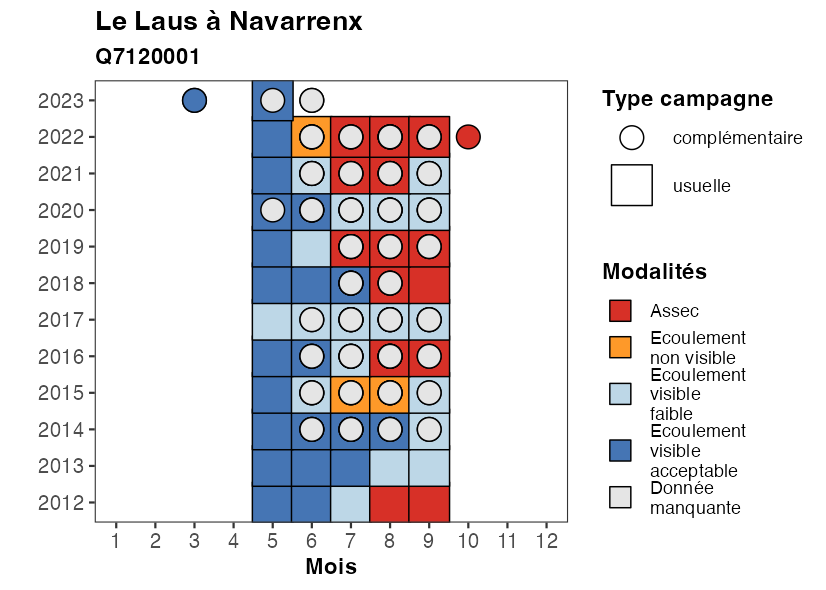 Le Laus à Navarrenx
Q7120001
2023
2022
2021
2020
2019
2018
2017
2016
2015
2014
2013
2012
1 2 3 4 5 6 7 8 9 10 11 12
Mois
Type campagne
complémentaire
usuelle
Modalités
Assec
Ecoulement
non visible
Ecoulement
visible
faible
Ecoulement
visible
acceptable
Donnée
manquante